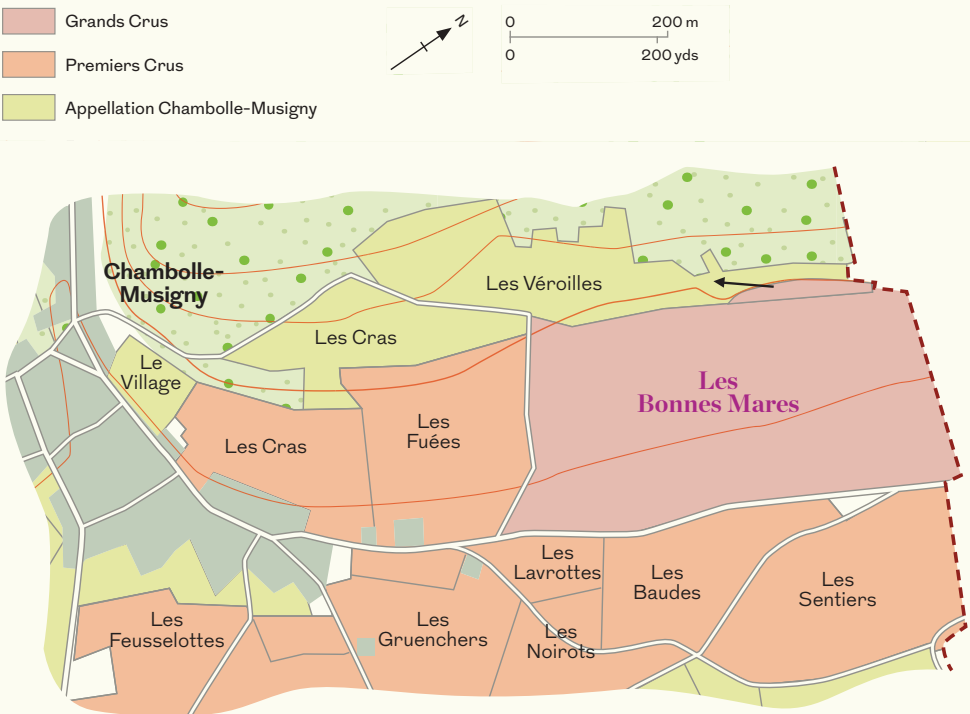 Grands Crus
Premiers Crus
Appellation Chambolle-Musigny
N
0 200 m
0 200 yds
Chambolle-
Musigny
Les Véroilles
Les Cras
Le
Village
Les
Bonnes Mares
Les Cras
Les
Fuées
Les
Lavrottes
Les
Baudes
Les
Sentiers
Les
Feusselottes
Les
Gruenchers
Les
Noirots